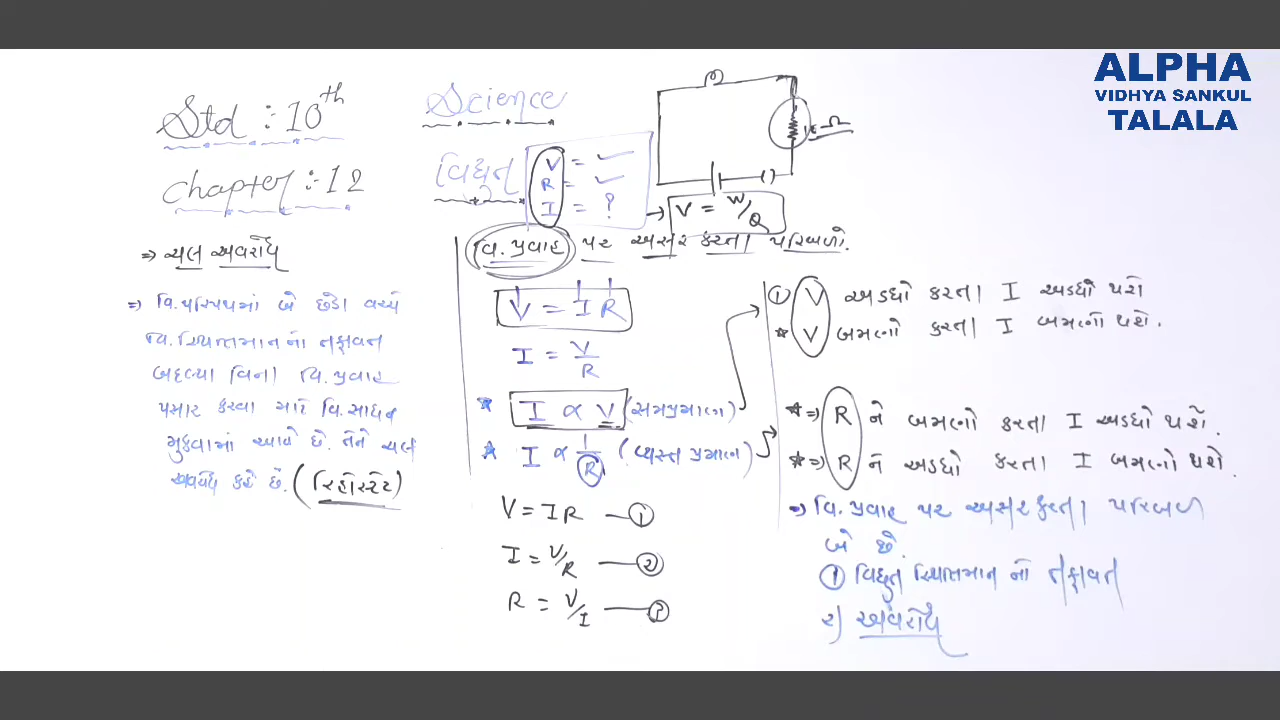 ALPHA
VIDHYA SANKUL
TALALA
Std : 10th
Science
Chapter : 12
વિદ્યુત
V = ✓
R = ✓
I = ?
V = W/Q
⇒ ચલ અવરોધ
⇒ વિ.પરિપથમાં બે છેડા વચ્ચે
વિ.સ્થિતિમાનનો તફાવત
બદલ્યા વિના વિ.પ્રવાહ
પસાર કરવા માટે વિ.સાધન
મુકવામાં આવે છે. તેને ચલ
અવરોધ કહે છે. (રિહોસ્ટેટ)
વિ.પ્રવાહ પર અસર કરતા પરિબળો.
V = I R
I = V/R
* I ∝ V (સમપ્રમાણ)
* I ∝ 1/R (વ્યસ્ત પ્રમાણ)
V = IR —①
I = V/R —②
R = V/I —③
① V અડધો કરતા I અડધો થશે
* V બમણો કરતા I બમણો થશે.
*⇒ R ને બમણો કરતા I અડધો થશે.
*⇒ R ને અડધો કરતા I બમણો થશે.
⇒ વિ.પ્રવાહ પર અસર કરતા પરિબળ
બે છે.
① વિદ્યુત સ્થિતિમાન નો તફાવત
૨) અવરોધ